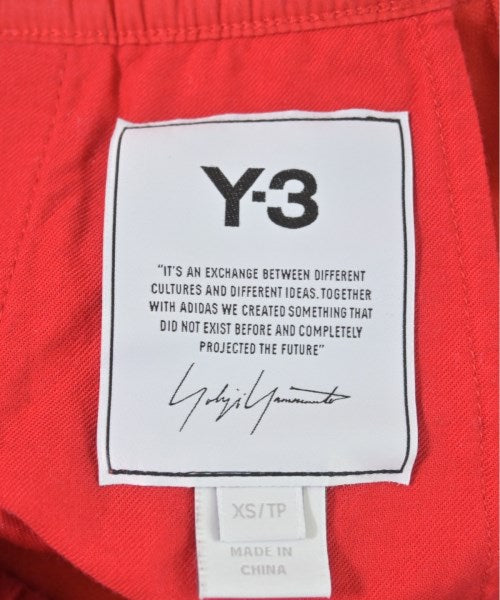 Y-3
"IT'S AN EXCHANGE BETWEEN DIFFERENT
CULTURES AND DIFFERENT IDEAS. TOGETHER
WITH ADIDAS WE CREATED SOMETHING THAT
DID NOT EXIST BEFORE AND COMPLETELY
PROJECTED THE FUTURE"
Yohji Yamamoto
XS/TP
MADE IN
CHINA